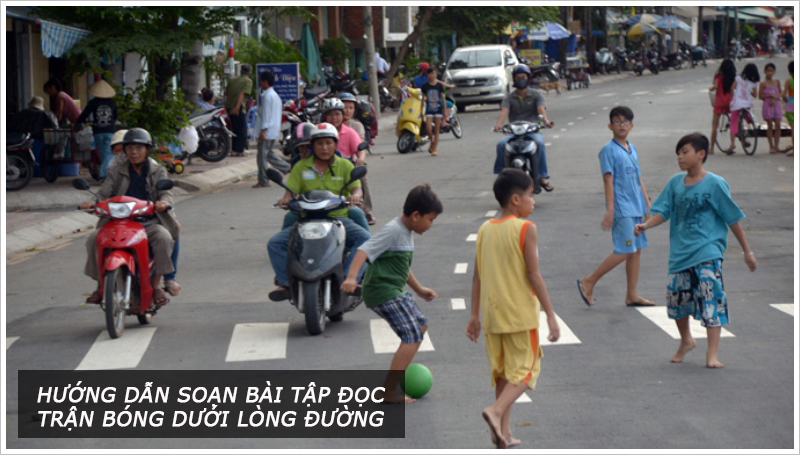 HƯỚNG DẪN SOẠN BÀI TẬP ĐỌC
TRẬN BÓNG DƯỚI LÒNG ĐƯỜNG